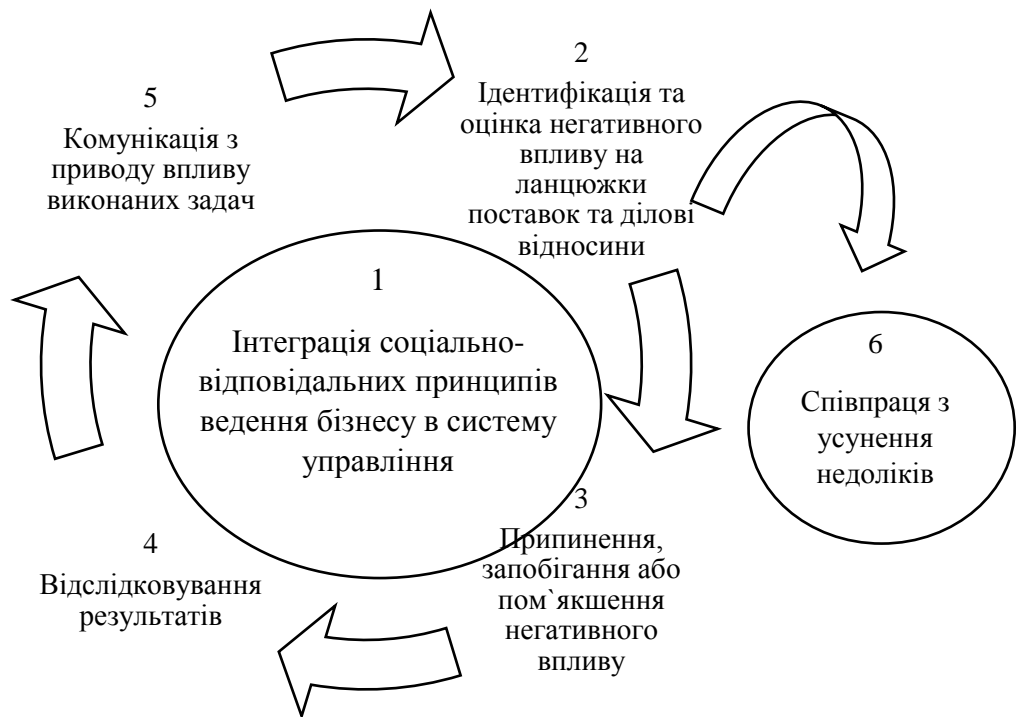 1
Інтеграція соціально-
відповідальних принципів
ведення бізнесу в систему
управління
2
Ідентифікація та
оцінка негативного
впливу на
ланцюжки
поставок та ділові
відносини
3
Припинення,
запобігання або
пом`якшення
негативного
впливу
4
Відслідковування
результатів
5
Комунікація з
приводу впливу
виконаних задач
6
Співпраця з
усунення
недоліків